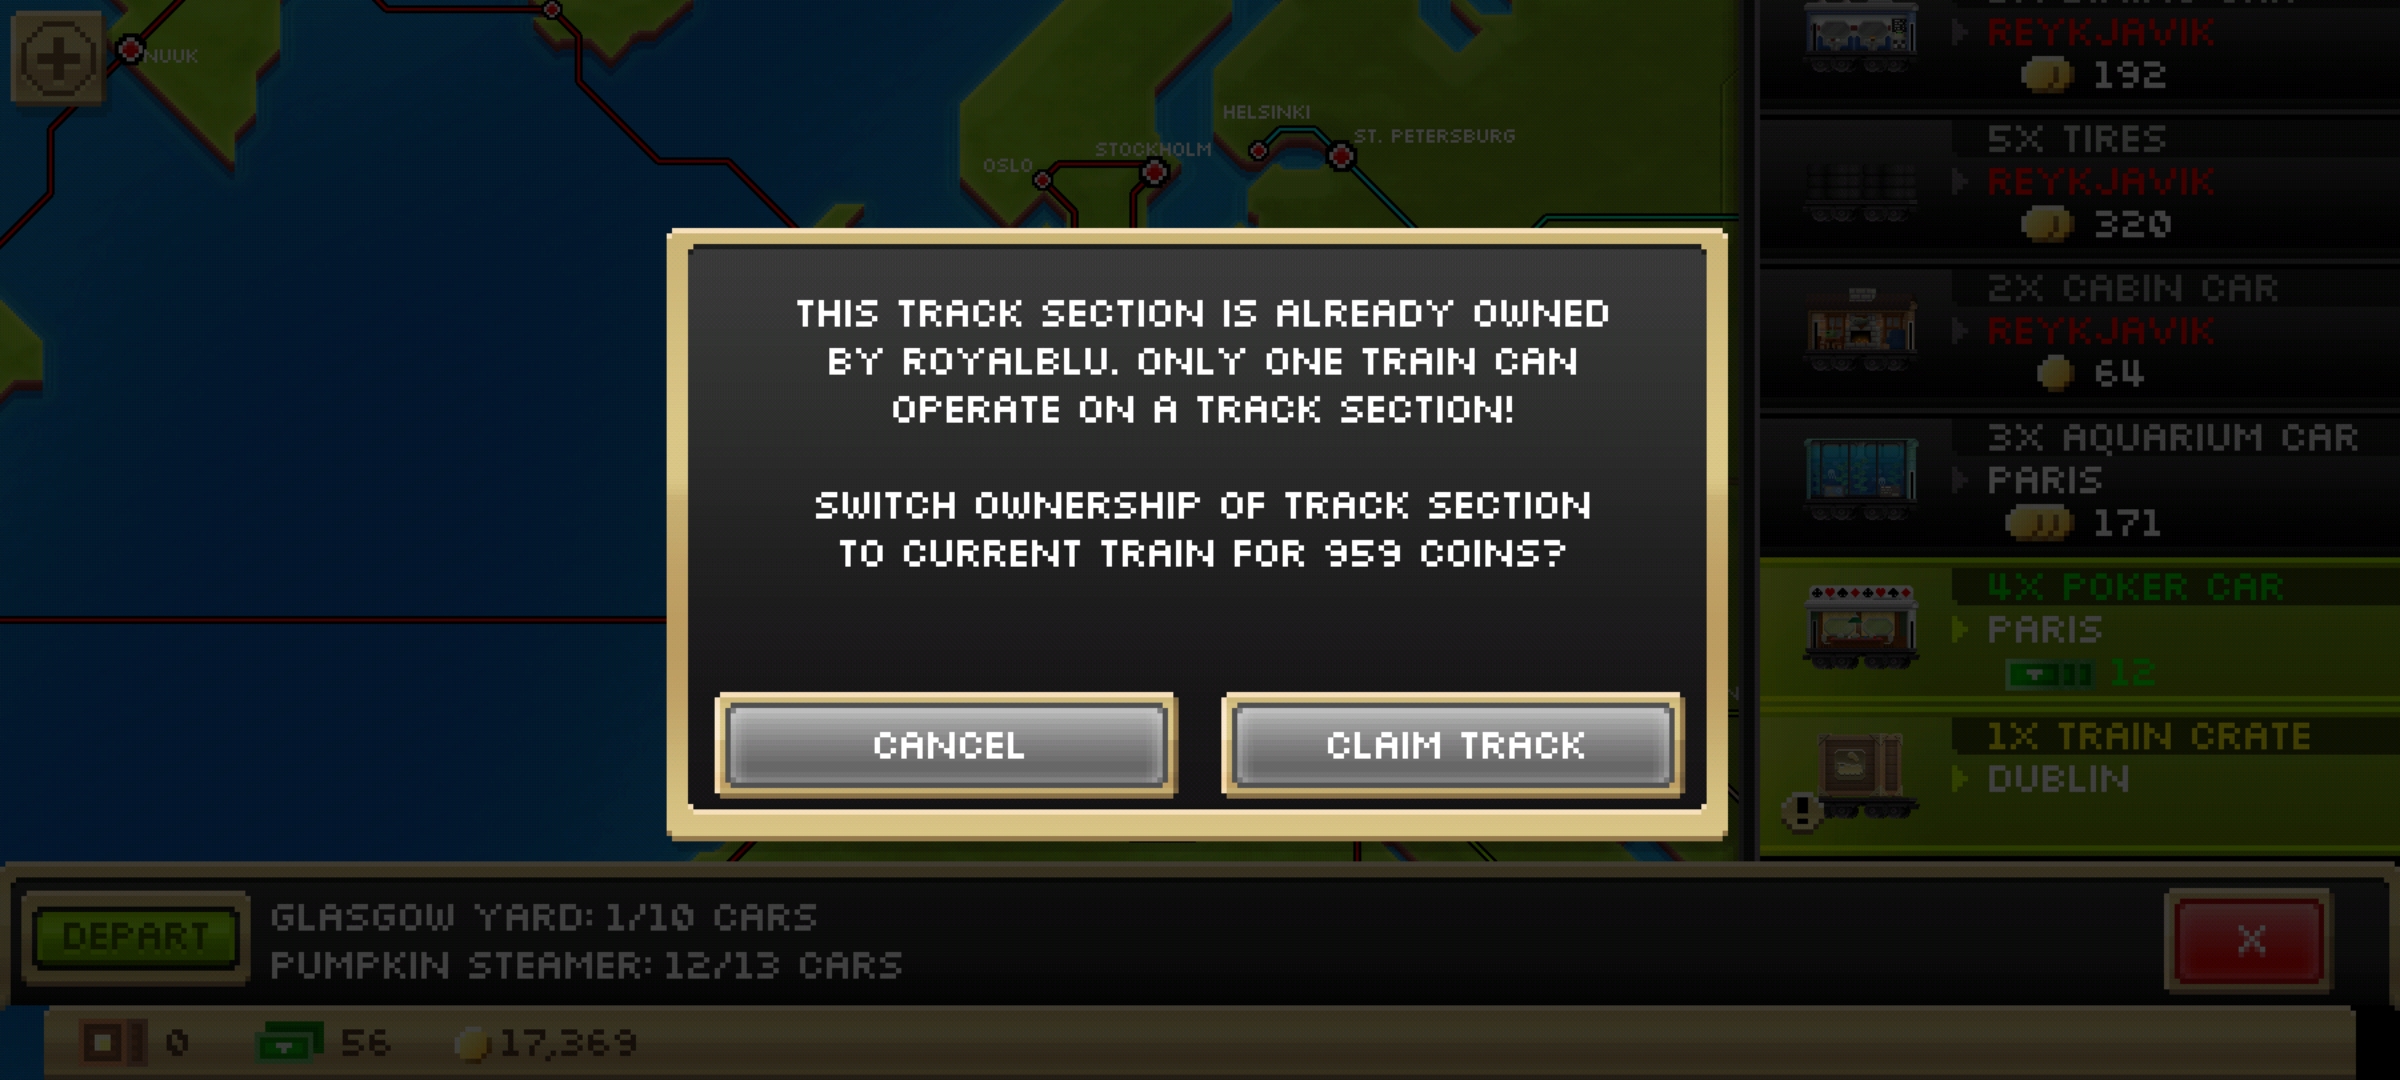 NUUK
HELSINKI
ST. PETERSBURG
STOCKHOLM
OSLO
THIS TRACK SECTION IS ALREADY OWNED
BY ROYALBLU. ONLY ONE TRAIN CAN
OPERATE ON A TRACK SECTION!
SWITCH OWNERSHIP OF TRACK SECTION
TO CURRENT TRAIN FOR 959 COINS?
CANCEL
CLAIM TRACK
REYKJAVIK
192
5X TIRES
REYKJAVIK
320
2X CABIN CAR
REYKJAVIK
64
3X AQUARIUM CAR
PARIS
171
4X POKER CAR
PARIS
12
1X TRAIN CRATE
DUBLIN
!
DEPART
GLASGOW YARD: 1/10 CARS
PUMPKIN STEAMER: 12/13 CARS
X
0
56
17,369